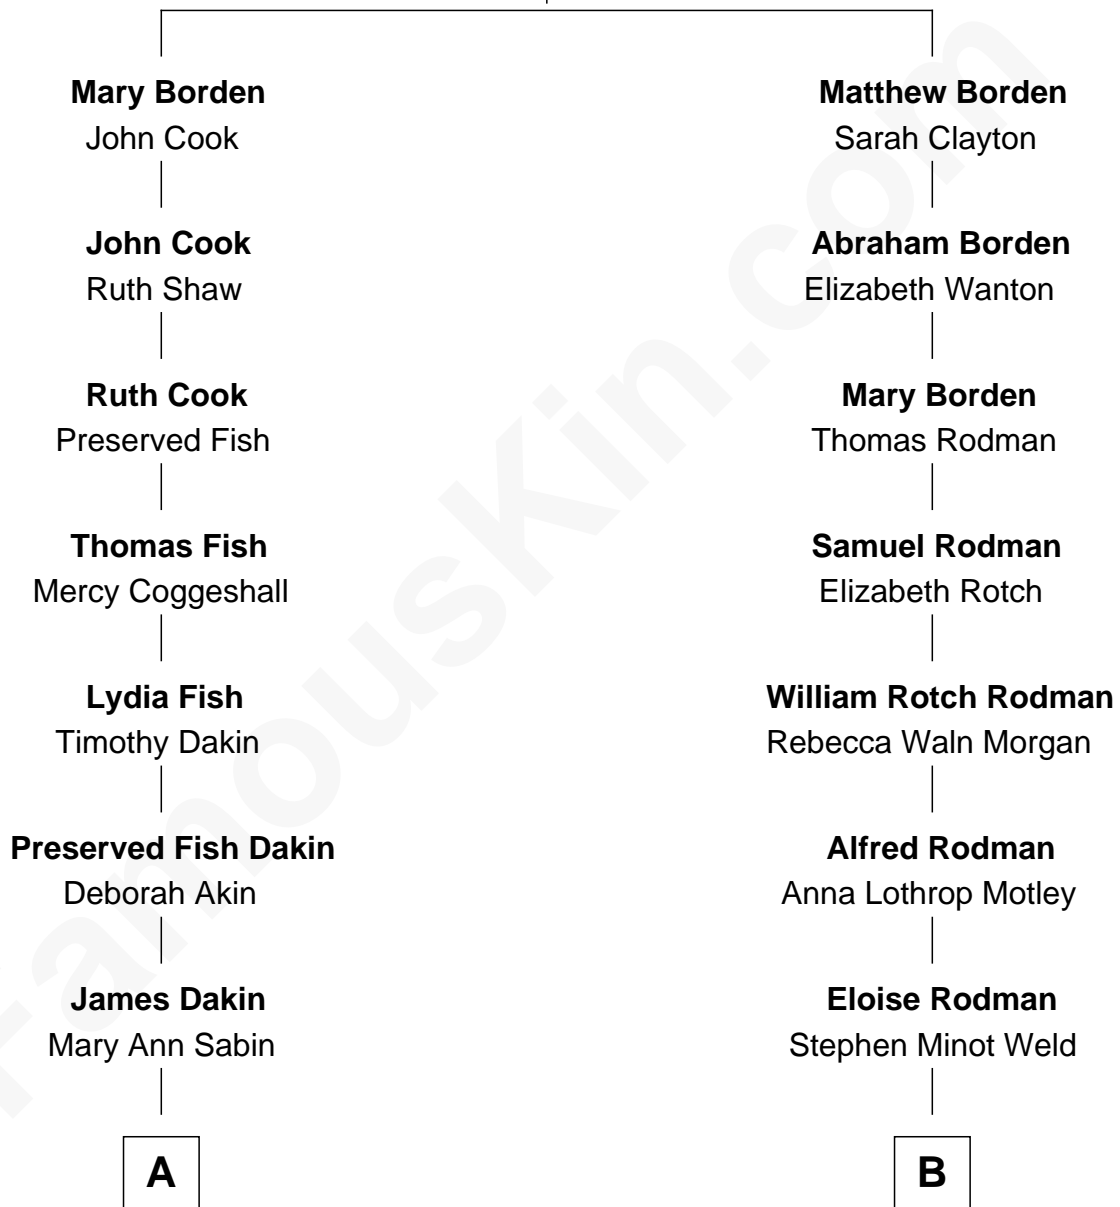 Mary Borden
John Cook
John Cook
Ruth Shaw
Ruth Cook
Preserved Fish
Thomas Fish
Mercy Coggeshall
Lydia Fish
Timothy Dakin
Preserved Fish Dakin
Deborah Akin
James Dakin
Mary Ann Sabin
A
Matthew Borden
Sarah Clayton
Abraham Borden
Elizabeth Wanton
Mary Borden
Thomas Rodman
Samuel Rodman
Elizabeth Rotch
William Rotch Rodman
Rebecca Waln Morgan
Alfred Rodman
Anna Lothrop Motley
Eloise Rodman
Stephen Minot Weld
B
FamousKin.com